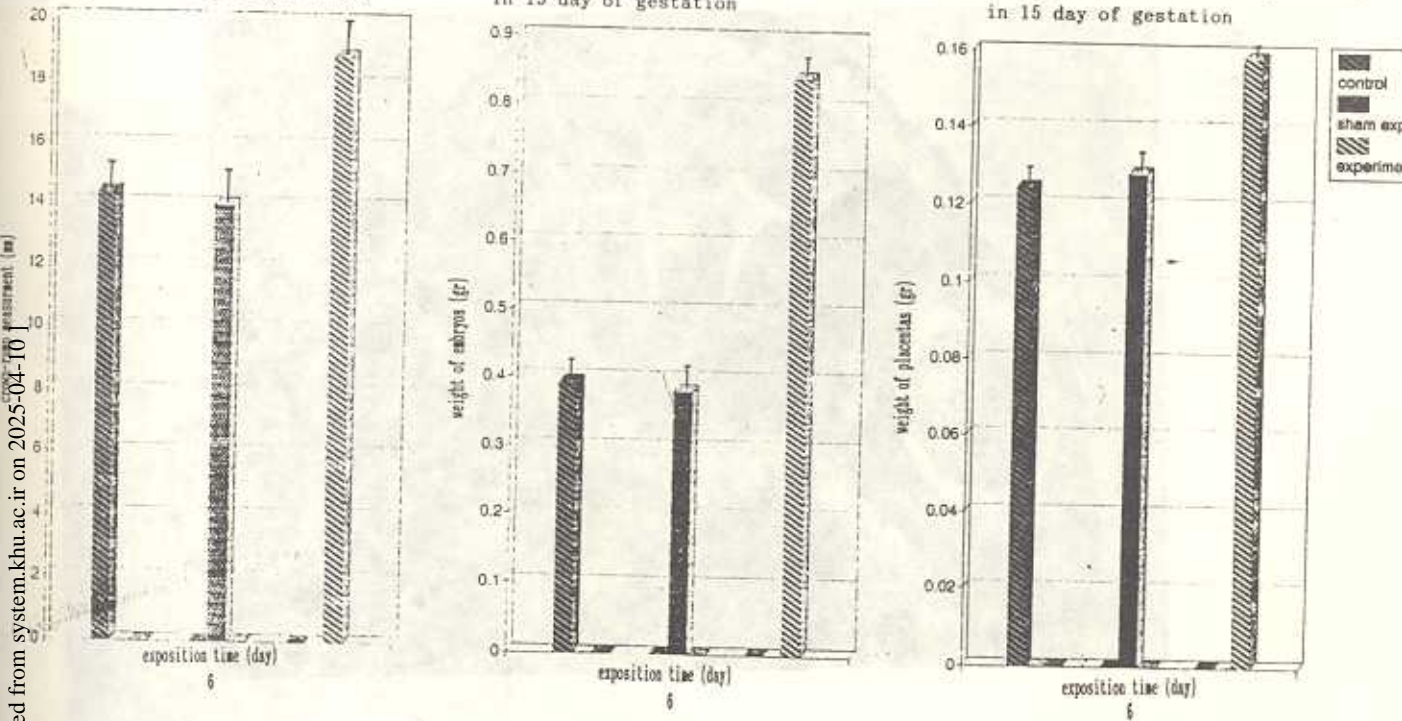 in 15 day of gestation
20
18
16
14
12
10
8
6
4
2
0
measurment (mm)
exposition time (day)
6
0.9
0.8
0.7
0.6
0.5
0.4
0.3
0.2
0.1
0
weight of embryos (gr)
exposition time (day)
6
in 15 day of gestation
0.16
0.14
0.12
0.1
0.08
0.06
0.04
0.02
0
weight of placentas (gr)
exposition time (day)
6
control
sham exp
experime
ed from system.khu.ac.ir on 2025-04-10 ]